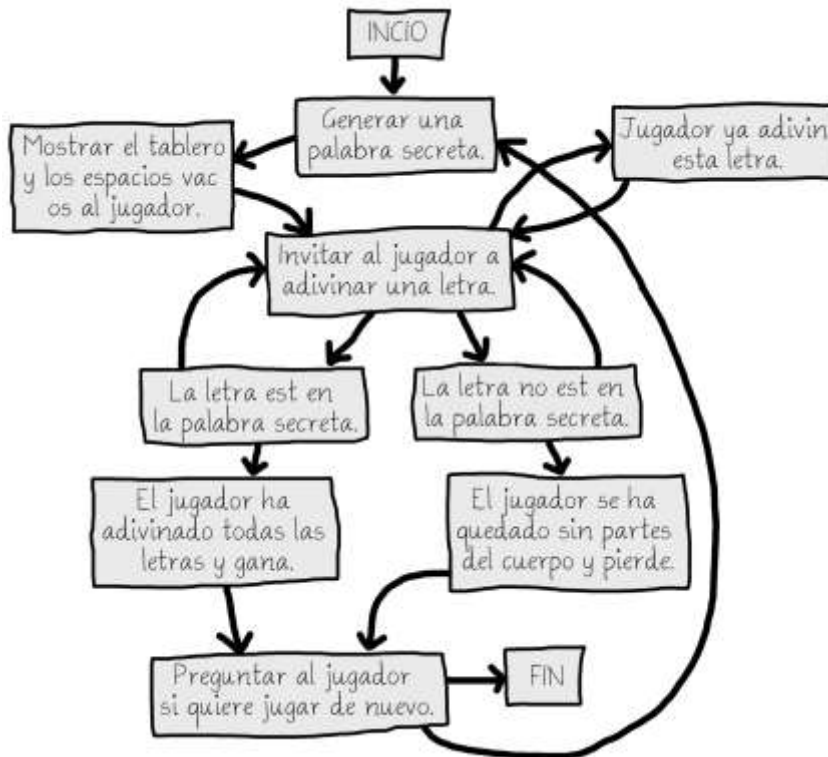 INCIO
Generar una
palabra secreta.
Mostrar el tablero
y los espacios vac
os al jugador.
Jugador ya adivin
esta letra.
Invitar al jugador a
adivinar una letra.
La letra est en
la palabra secreta.
La letra no est en
la palabra secreta.
El jugador ha
adivinado todas las
letras y gana.
El jugador se ha
quedado sin partes
del cuerpo y pierde.
Preguntar al jugador
si quiere jugar de nuevo.
FIN